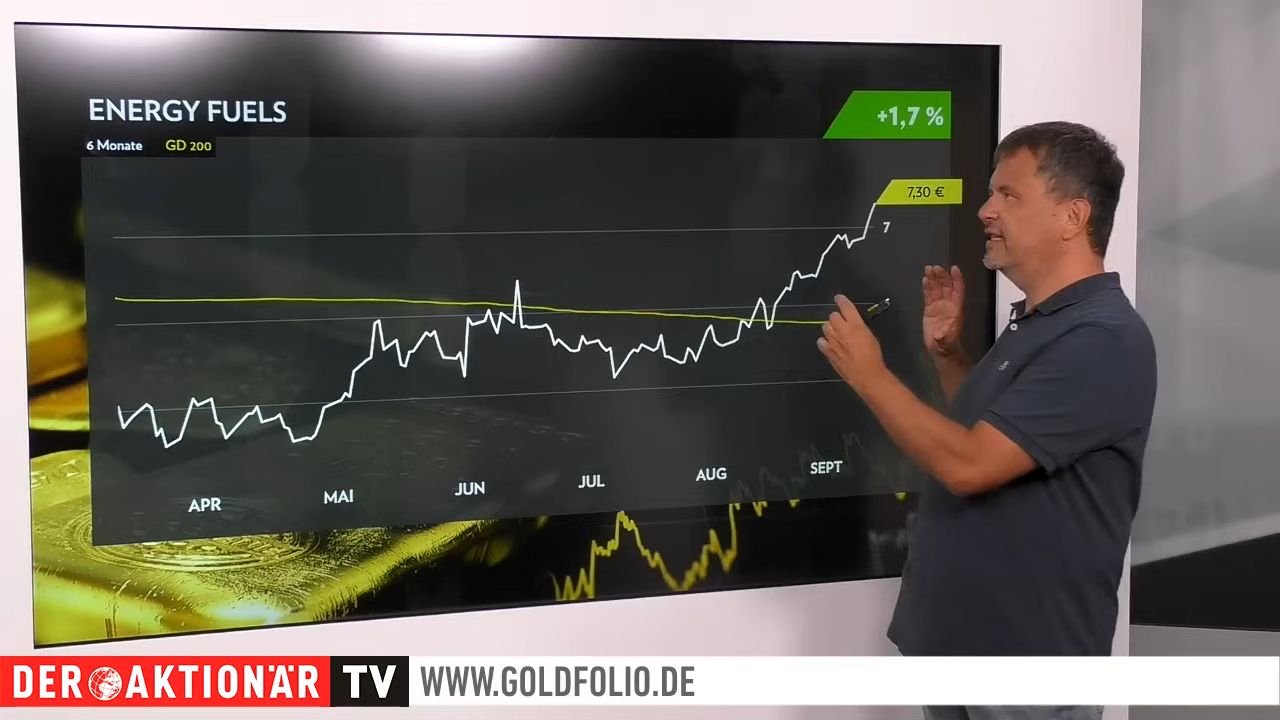 ENERGY FUELS
+1,7 %
6 Monate GD 200
7,30 €
7
APR MAI JUN JUL AUG SEPT
DER AKTIONÄR TV WWW.GOLDFOLIO.DE